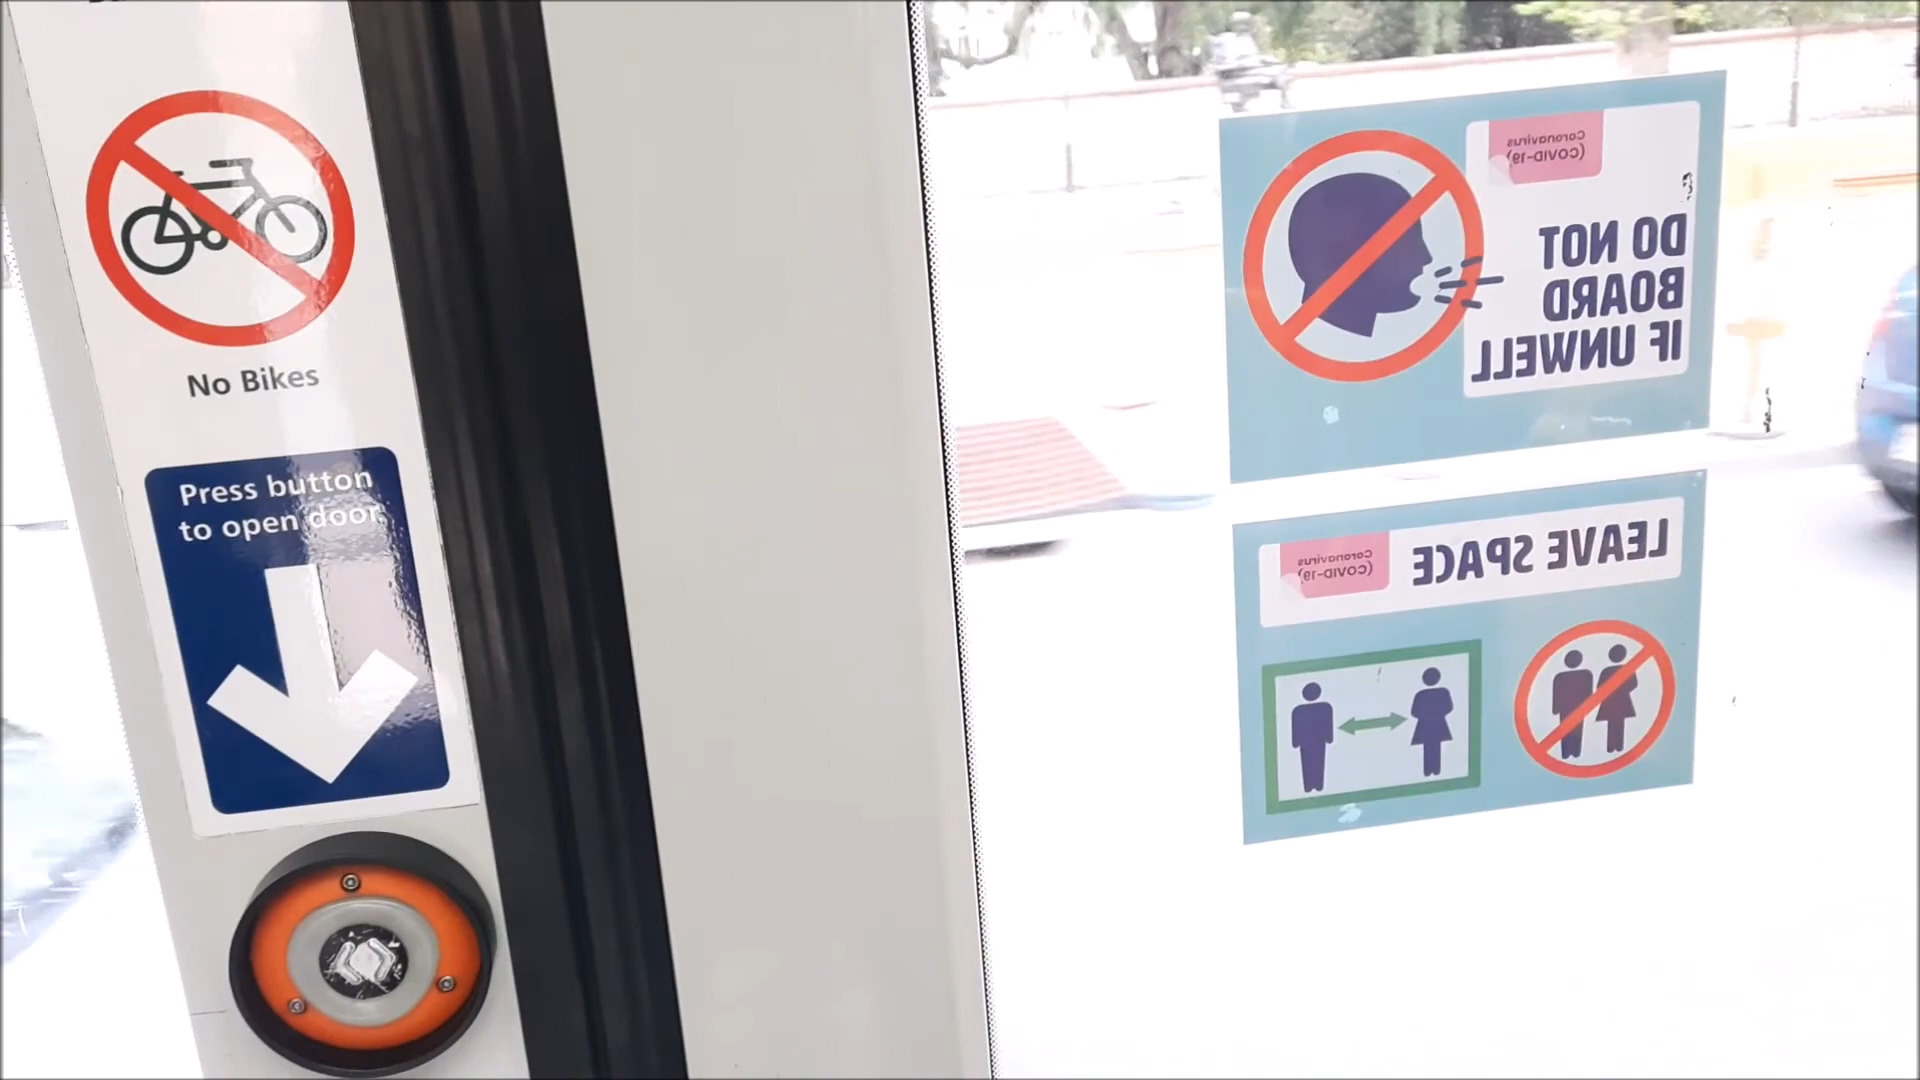 No Bikes
Press button
to open door.
Coronavirus
(COVID-19)
DO NOT
BOARD
IF UNWELL
LEAVE SPACE
Coronavirus
(COVID-19)